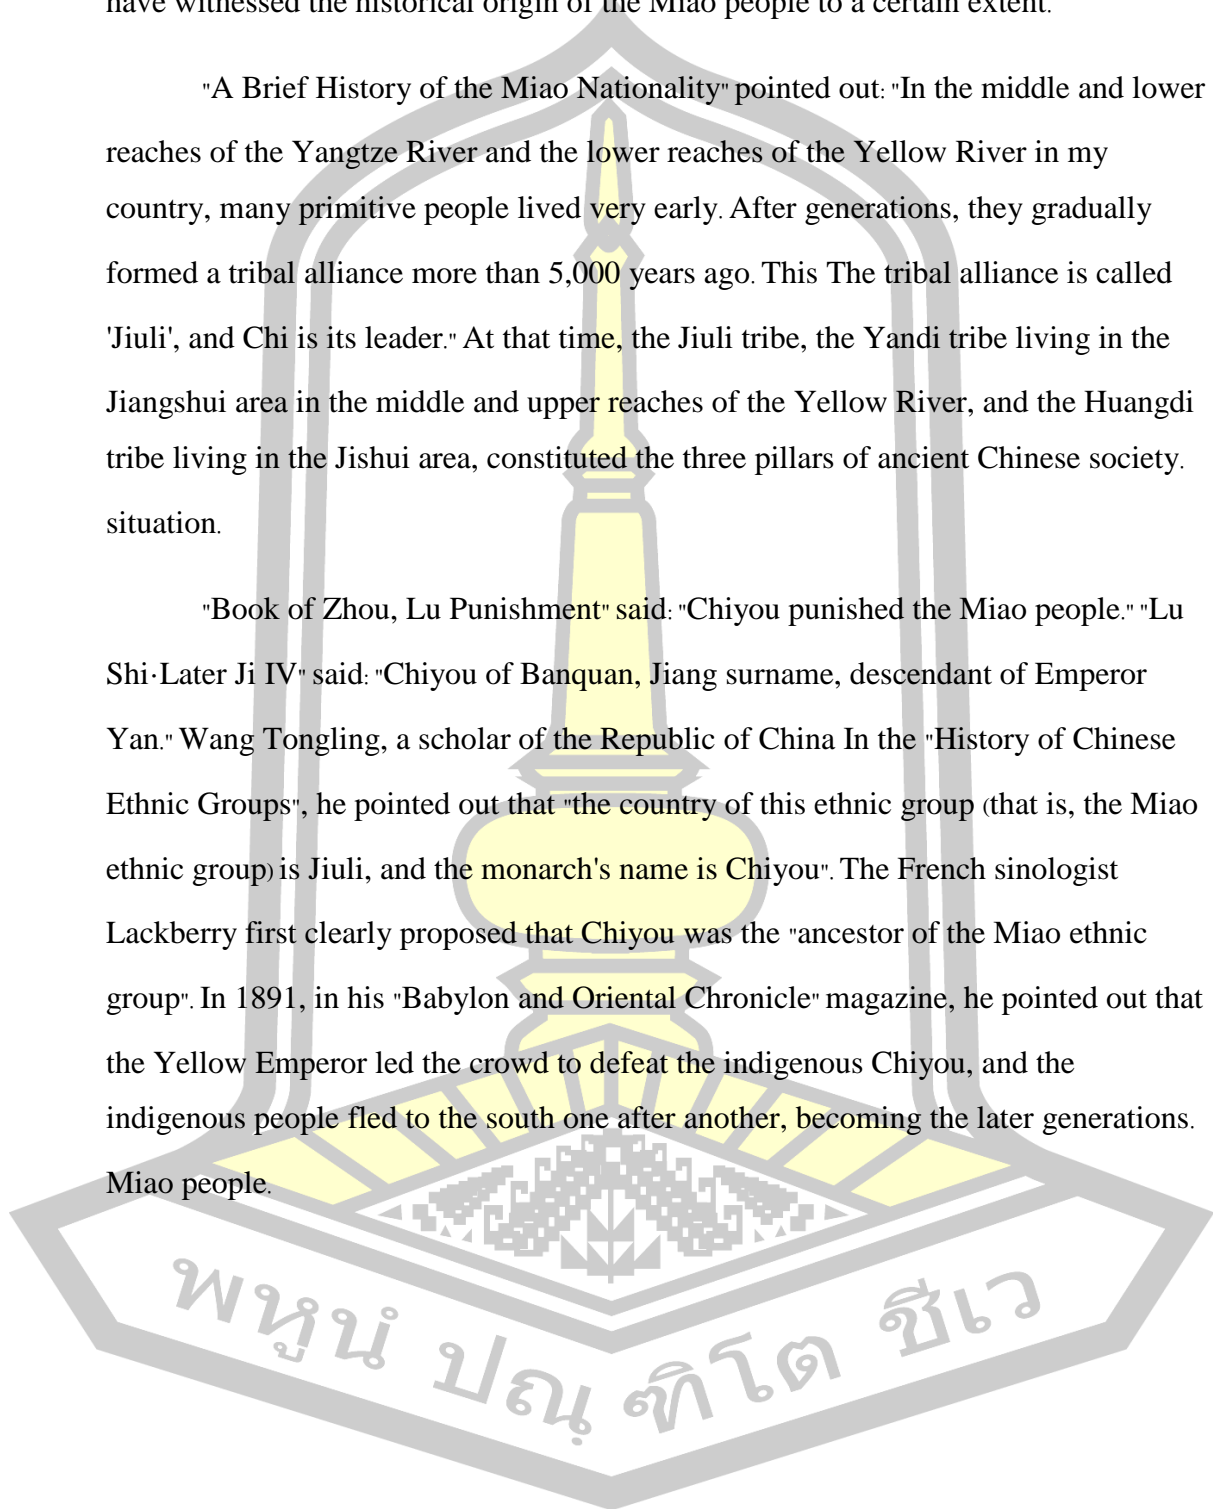 have witnessed the historical origin of the Miao people to a certain extent.
"A Brief History of the Miao Nationality" pointed out: "In the middle and lower
reaches of the Yangtze River and the lower reaches of the Yellow River in my
country, many primitive people lived very early. After generations, they gradually
formed a tribal alliance more than 5,000 years ago. This The tribal alliance is called
'Jiuli', and Chi is its leader." At that time, the Jiuli tribe, the Yandi tribe living in the
Jiangshui area in the middle and upper reaches of the Yellow River, and the Huangdi
tribe living in the Jishui area, constituted the three pillars of ancient Chinese society.
situation.
"Book of Zhou, Lu Punishment" said: "Chiyou punished the Miao people." "Lu
Shi·Later Ji IV" said: "Chiyou of Banquan, Jiang surname, descendant of Emperor
Yan." Wang Tongling, a scholar of the Republic of China In the "History of Chinese
Ethnic Groups", he pointed out that "the country of this ethnic group (that is, the Miao
ethnic group) is Jiuli, and the monarch's name is Chiyou". The French sinologist
Lackberry first clearly proposed that Chiyou was the "ancestor of the Miao ethnic
group". In 1891, in his "Babylon and Oriental Chronicle" magazine, he pointed out that
the Yellow Emperor led the crowd to defeat the indigenous Chiyou, and the
indigenous people fled to the south one after another, becoming the later generations.
Miao people.
พหูนํ ปณฺฑิโต ชีเว